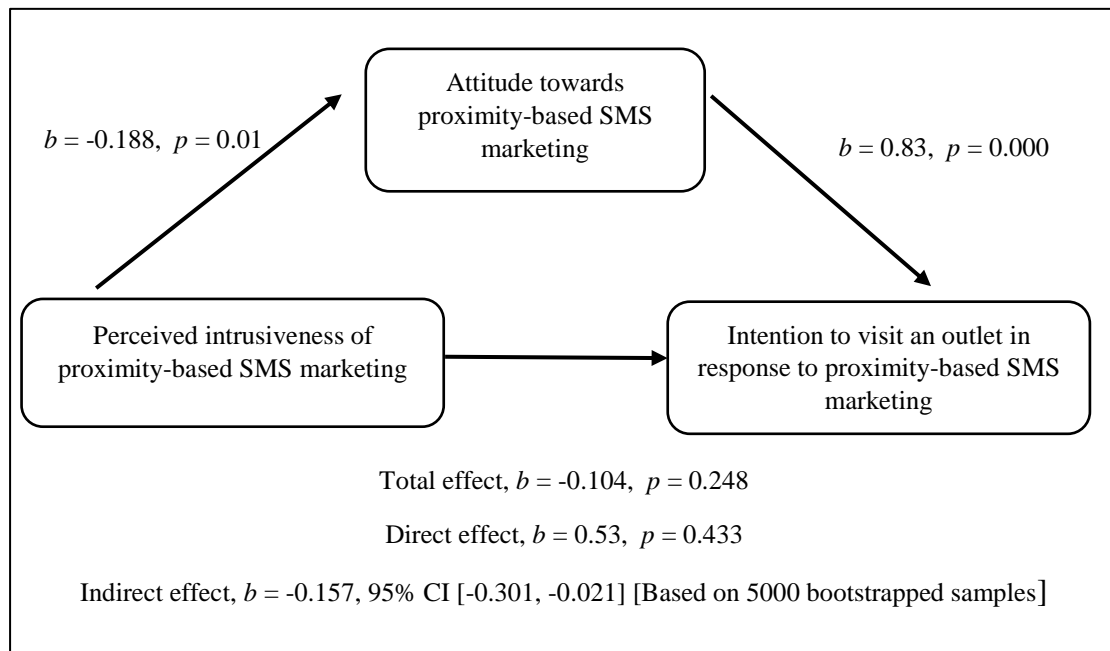 Attitude towards
proximity-based SMS
marketing
b = -0.188, p = 0.01
b = 0.83, p = 0.000
Perceived intrusiveness of
proximity-based SMS marketing
Intention to visit an outlet in
response to proximity-based SMS
marketing
Total effect, b = -0.104, p = 0.248
Direct effect, b = 0.53, p = 0.433
Indirect effect, b = -0.157, 95% CI [-0.301, -0.021] [Based on 5000 bootstrapped samples]